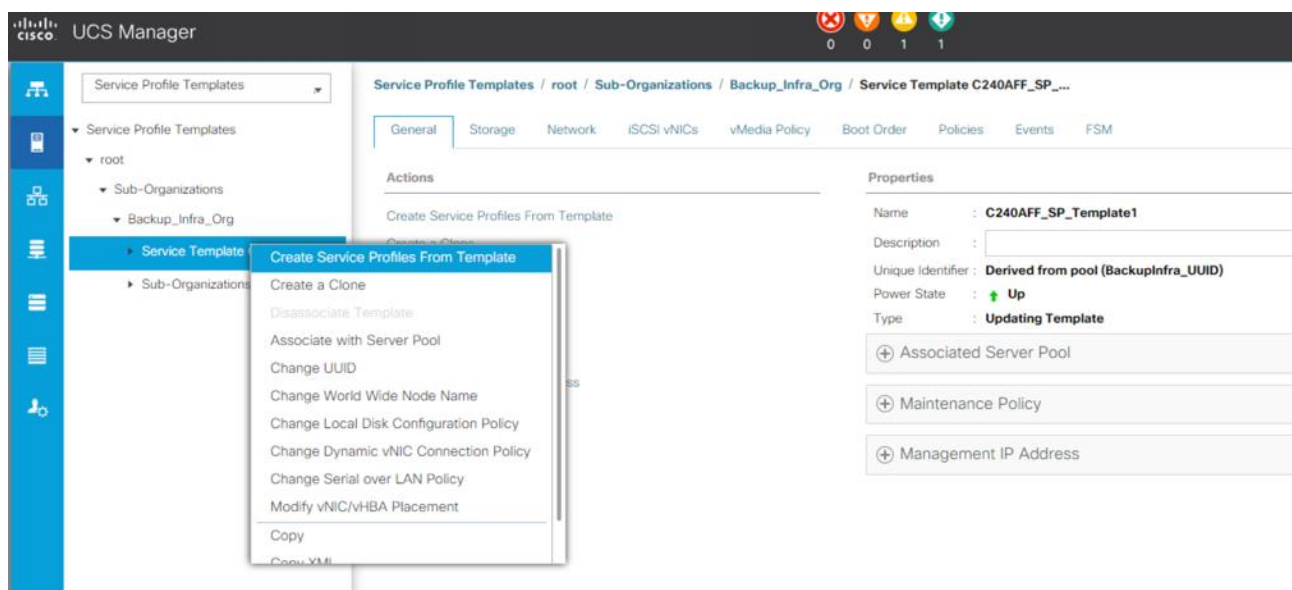 cisco. UCS Manager
0 0 1 1
Service Profile Templates
Service Profile Templates
root
Sub-Organizations
Backup_Infra_Org
Service Template
Sub-Organizations
Service Profile Templates / root / Sub-Organizations / Backup_Infra_Org / Service Template C240AFF_SP_...
General Storage Network iSCSI vNICs vMedia Policy Boot Order Policies Events FSM
Actions
Create Service Profiles From Template
Create a Clone
ss
Create Service Profiles From Template
Create a Clone
Disassociate Template
Associate with Server Pool
Change UUID
Change World Wide Node Name
Change Local Disk Configuration Policy
Change Dynamic vNIC Connection Policy
Change Serial over LAN Policy
Modify vNIC/vHBA Placement
Copy
Copy XML
Properties
Name : C240AFF_SP_Template1
Description :
Unique Identifier : Derived from pool (BackupInfra_UUID)
Power State : Up
Type : Updating Template
Associated Server Pool
Maintenance Policy
Management IP Address